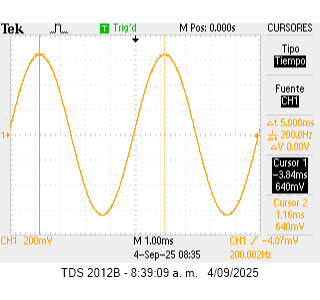 Tek Trig'd M Pos: 0.000s CURSORES
Tipo
Tiempo
Fuente
CH1
Δt 5.000ms
1/Δt 200.0Hz
ΔV 0.00V
Cursor 1
-3.84ms
640mV
Cursor 2
1.16ms
640mV
CH1 200mV M 1.00ms CH1 / -4.07mV
4-Sep-25 08:35 200.002Hz
TDS 2012B - 8:39:09 a. m. 4/09/2025